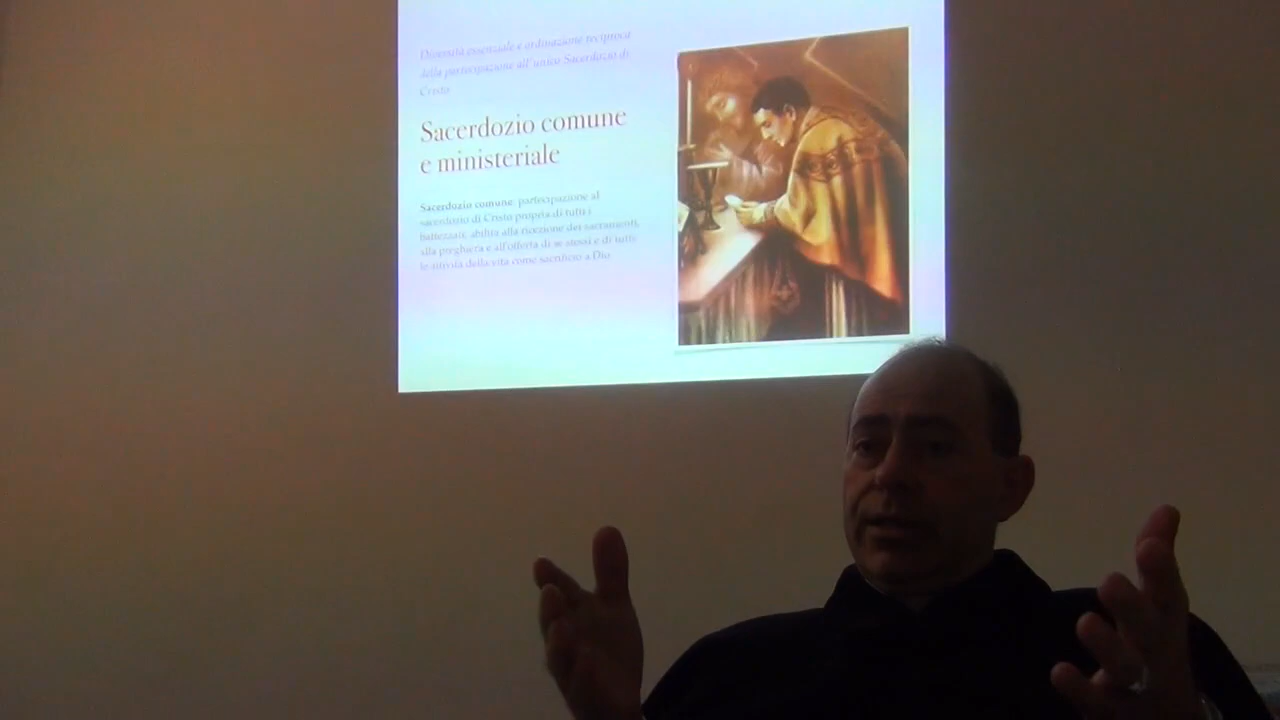 Diversità essenziale e ordinazione reciproca
della partecipazione all'unico Sacerdozio di
Cristo
Sacerdozio comune
e ministeriale
Sacerdozio comune: partecipazione al
sacerdozio di Cristo propria di tutti i
battezzati: abilita alla ricezione dei sacramenti,
alla preghiera e all'offerta di se stessi e di tutte
le attività della vita come sacrificio a Dio